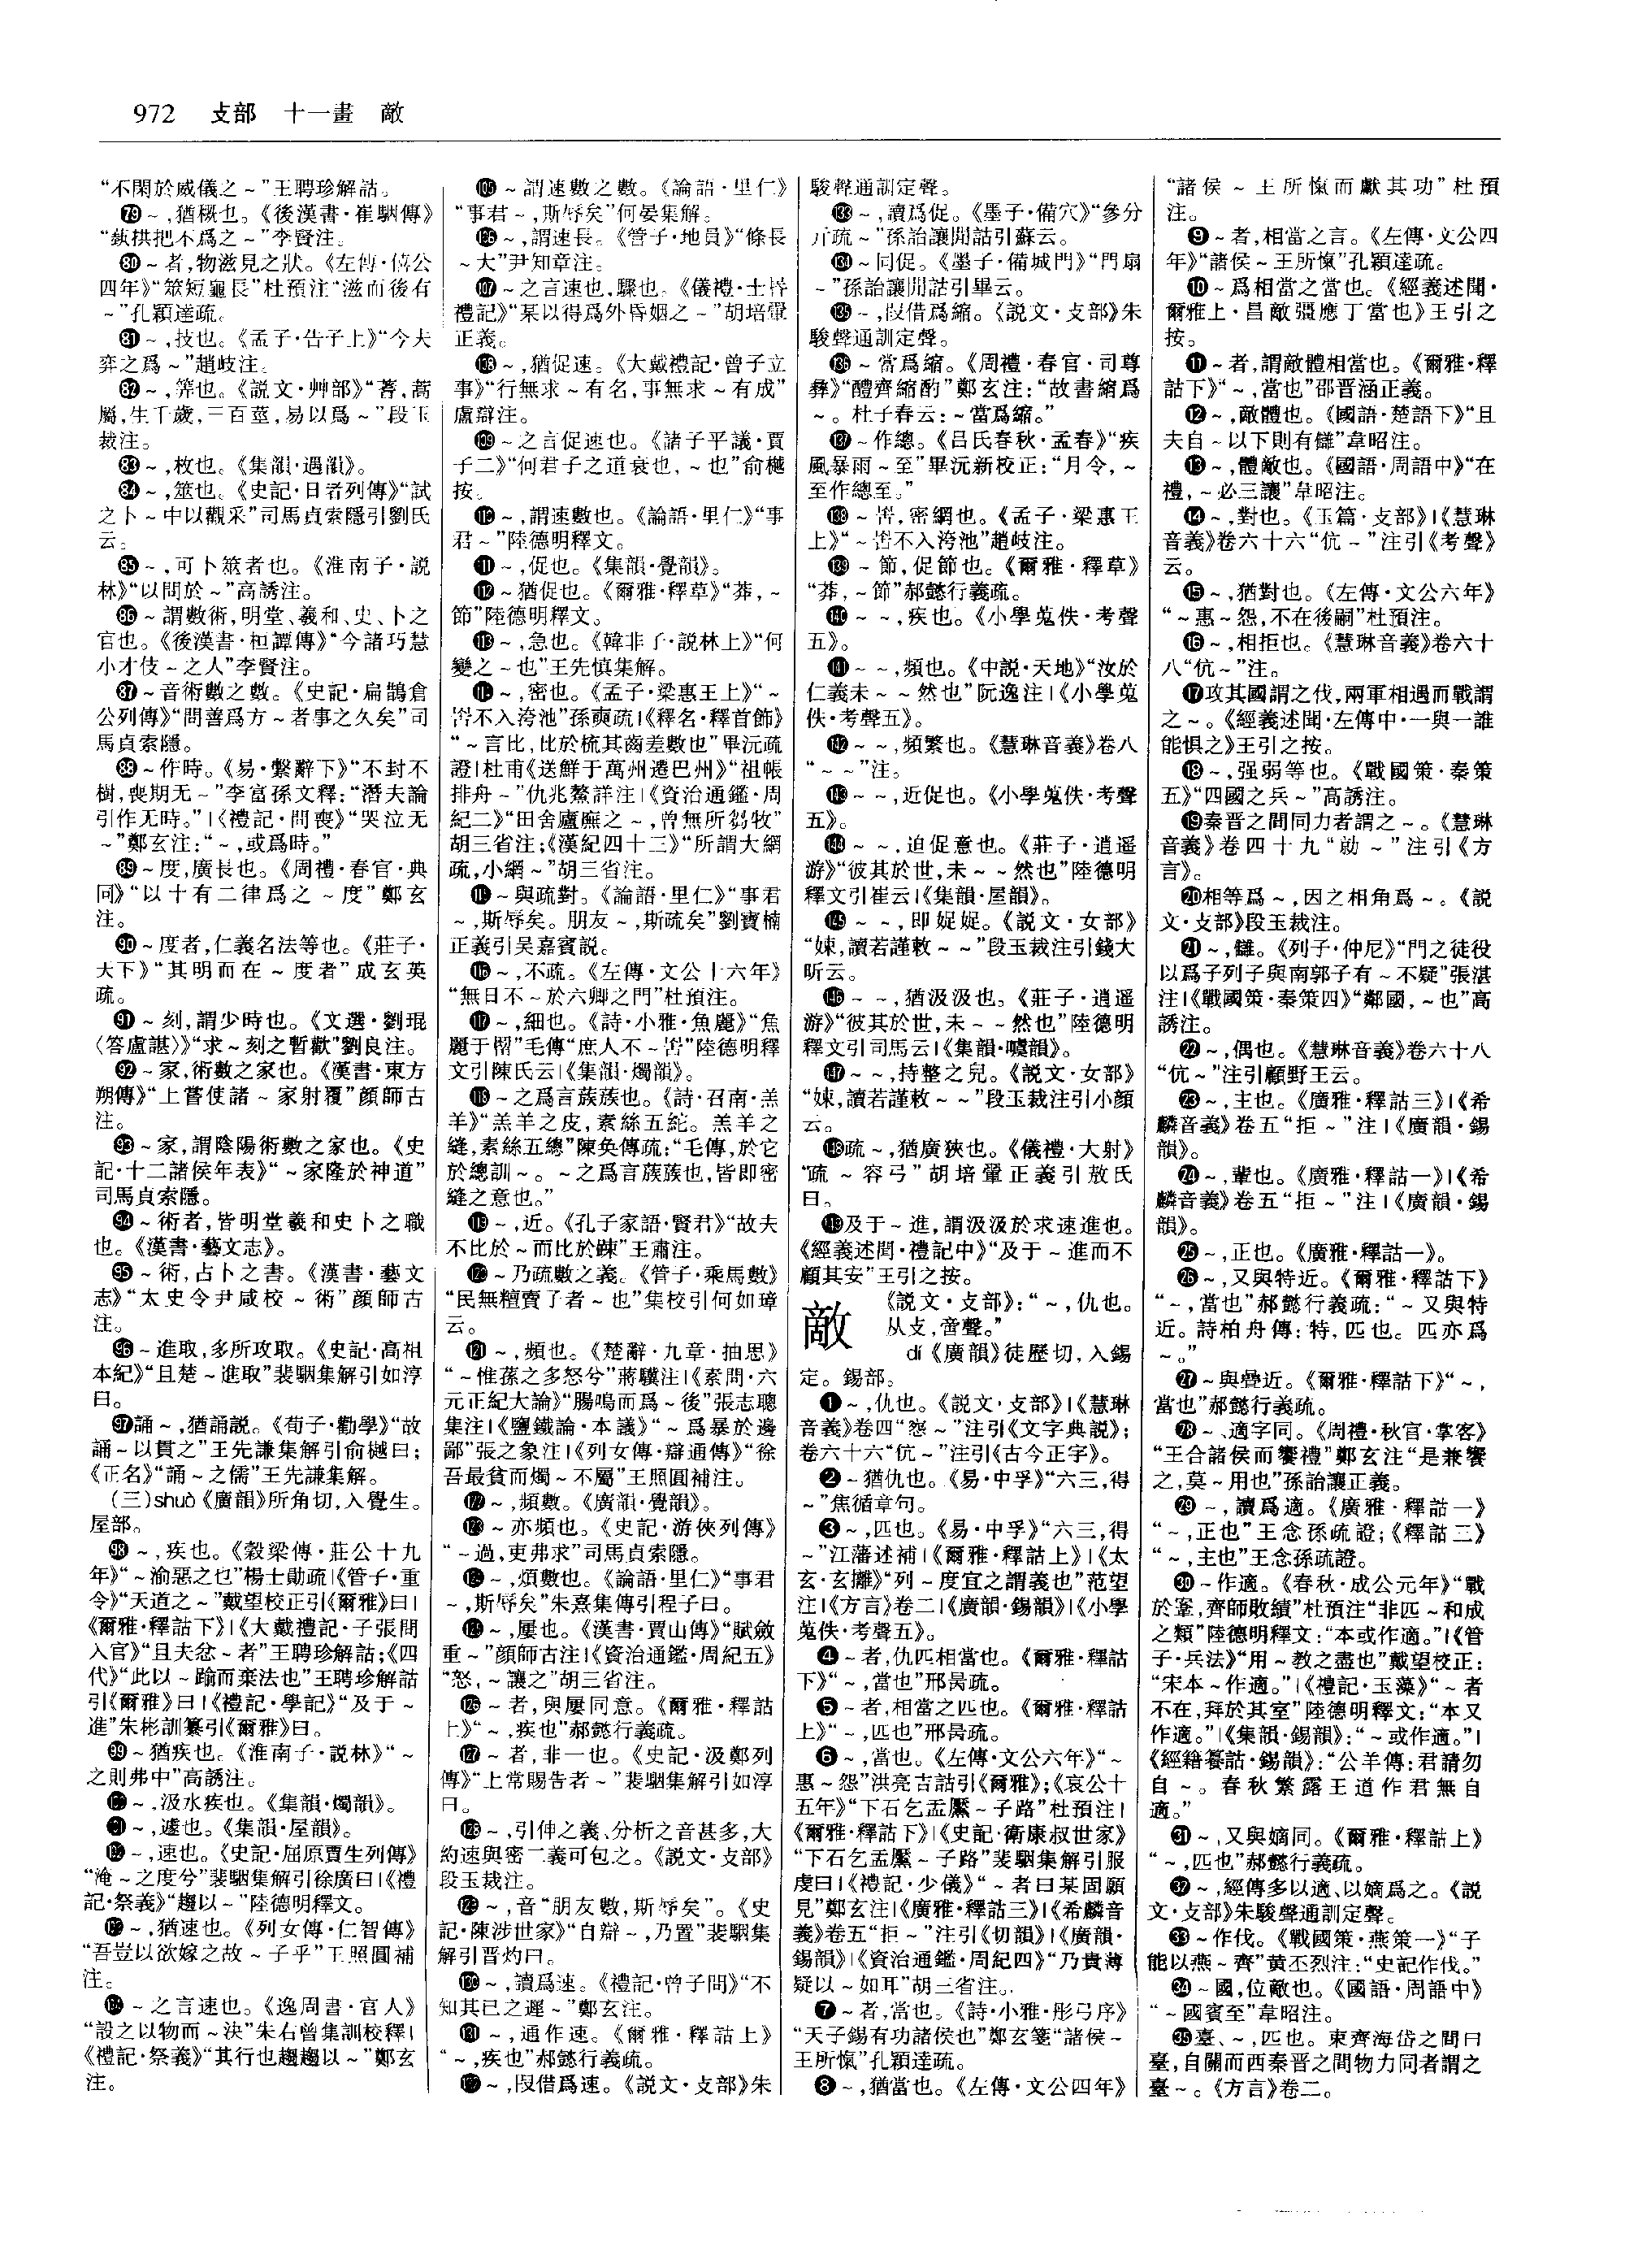 972 攴部 十一畫 敵
“不閑於威儀之～”王聘珍解詁。
79～,猶概也。《後漢書·崔駰傳》
“蓺拱把不爲之～”李賢注。
80～者,物滋見之狀。《左傳·僖公
四年》“筮短龜長”杜預注“滋而後有
～”孔穎達疏。
81～,技也。《孟子·告子上》“今夫
弈之爲～”趙岐注。
82～,筭也。《説文·艸部》“蓍,蒿
屬,生千歲,三百莖,易以爲～”段玉
裁注。
83～,枚也。《集韻·遇韻》。
84～,筮也。《史記·日者列傳》“試
之卜～中以觀采”司馬貞索隱引劉氏
云。
85～,可卜筮者也。《淮南子·説
林》“以問於～”高誘注。
86～謂數術,明堂、羲和、史、卜之
官也。《後漢書·桓譚傳》“今諸巧慧
小才伎～之人”李賢注。
87～音術數之數。《史記·扁鵲倉
公列傳》“問善爲方～者事之久矣”司
馬貞索隱。
88～作時。《易·繫辭下》“不封不
樹,喪期无～”李富孫文釋:“潛夫論
引作无時。”|《禮記·問喪》“哭泣无
～”鄭玄注:“～,或爲時。”
89～度,廣長也。《周禮·春官·典
同》“以十有二律爲之～度”鄭玄
注。
90～度者,仁義名法等也。《莊子·
天下》“其明而在～度者”成玄英
疏。
91～刻,謂少時也。《文選·劉琨
〈答盧諶〉》“求～刻之暫歡”劉良注。
92～家,術數之家也。《漢書·東方
朔傳》“上嘗使諸～家射覆”顔師古
注。
93～家,謂陰陽術數之家也。《史
記·十二諸侯年表》“～家隆於神道”
司馬貞索隱。
94～術者,皆明堂羲和史卜之職
也。《漢書·藝文志》。
95～術,占卜之書。《漢書·藝文
志》“太史令尹咸校～術”顔師古
注。
96～進取,多所攻取。《史記·高祖
本紀》“且楚～進取”裴駰集解引如淳
曰。
97誦～,猶誦説。《荀子·勸學》“故
誦～以貫之”王先謙集解引俞樾曰;
《正名》“誦～之儒”王先謙集解。
(三)shuò《廣韻》所角切,入覺生。
屋部。
98～,疾也。《穀梁傳·莊公十九
年》“～渝惡之也”楊士勛疏|《管子·重
令》“天道之～”戴望校正引《爾雅》曰|
《爾雅·釋詁下》|《大戴禮記·子張問
入官》“且夫忿～者”王聘珍解詁;《四
代》“此以～踰而棄法也”王聘珍解詁
引《爾雅》曰|《禮記·學記》“及于～
進”朱彬訓纂引《爾雅》曰。
99～猶疾也。《淮南子·説林》“～
之則弗中”高誘注。
100～,汲水疾也。《集韻·燭韻》。
101～,遽也。《集韻·屋韻》。
102～,速也。《史記·屈原賈生列傳》
“淹～之度兮”裴駰集解引徐廣曰|《禮
記·祭義》“趨以～”陸德明釋文。
103～,猶速也。《列女傳·仁智傳》
“吾豈以欲嫁之故～子乎”王照圓補
注。
104～之言速也。《逸周書·官人》
“設之以物而～決”朱右曾集訓校釋|
《禮記·祭義》“其行也趨趨以～”鄭玄
注。
105～謂速數之數。《論語·里仁》
“事君～,斯辱矣”何晏集解。
106～,謂速長。《管子·地員》“條長
～大”尹知章注。
107～之言速也,驟也。《儀禮·士昏
禮記》“某以得爲外昏姻之～”胡培翬
正義。
108～,猶促速。《大戴禮記·曾子立
事》“行無求～有名,事無求～有成”
盧辯注。
109～之言促速也。《諸子平議·賈
子二》“何君子之道衰也,～也”俞樾
按。
110～,謂速數也。《論語·里仁》“事
君～”陸德明釋文。
111～,促也。《集韻·覺韻》。
112～猶促也。《爾雅·釋草》“莽,～
節”陸德明釋文。
113～,急也。《韓非子·説林上》“何
變之～也”王先慎集解。
114～,密也。《孟子·梁惠王上》“～
罟不入洿池”孫奭疏|《釋名·釋首飾》
“～言比,比於梳其齒差數也”畢沅疏
證|杜甫《送鮮于萬州遷巴州》“祖帳
排舟～”仇兆鰲詳注|《資治通鑑·周
紀二》“田舍廬廡之～,曾無所芻牧”
胡三省注;《漢紀四十三》“所謂大網
疏,小網～”胡三省注。
115～與疏對。《論語·里仁》“事君
～,斯辱矣。朋友～,斯疏矣”劉寶楠
正義引吴嘉賓説。
116～,不疏。《左傳·文公十六年》
“無日不～於六卿之門”杜預注。
117～,細也。《詩·小雅·魚麗》“魚
麗于罶”毛傳“庶人不～罟”陸德明釋
文引陳氏云|《集韻·燭韻》。
118～之爲言蔟蔟也。《詩·召南·羔
羊》“羔羊之皮,素絲五紽。羔羊之
縫,素絲五總”陳奂傳疏:“毛傳,於它
於總訓～。～之爲言蔟蔟也,皆即密
縫之意也。”
119～,近。《孔子家語·賢君》“故夫
不比於～而比於踈”王肅注。
120～乃疏數之義。《管子·乘馬數》
“民無糦賣子者～也”集校引何如璋
云。
121～,頻也。《楚辭·九章·抽思》
“～惟蓀之多怒兮”蔣驥注|《素問·六
元正紀大論》“腸鳴而爲～後”張志聰
集注|《鹽鐵論·本議》“～爲暴於邊
鄙”張之象注|《列女傳·辯通傳》“徐
吾最貧而燭～不屬”王照圓補注。
122～,頻數。《廣韻·覺韻》。
123～亦頻也。《史記·游俠列傳》
“～過,吏弗求”司馬貞索隱。
124～,煩數也。《論語·里仁》“事君
～,斯辱矣”朱熹集傳引程子曰。
125～,屢也。《漢書·賈山傳》“賦斂
重～”顔師古注|《資治通鑑·周紀五》
“怒,～讓之”胡三省注。
126～者,與屢同意。《爾雅·釋詁
上》“～,疾也”郝懿行義疏。
127～者,非一也。《史記·汲鄭列
傳》“上常賜告者～”裴駰集解引如淳
曰。
128～,引伸之義、分析之音甚多,大
約速與密二義可包之。《説文·攴部》
段玉裁注。
129～,音“朋友數,斯辱矣”。《史
記·陳涉世家》“自辯～,乃置”裴駰集
解引晋灼曰。
130～,讀爲速。《禮記·曾子問》“不
知其已之遲～”鄭玄注。
131～,通作速。《爾雅·釋詁上》
“～,疾也”郝懿行義疏。
132～,叚借爲速。《説文·攴部》朱
駿聲通訓定聲。
133～,讀爲促。《墨子·備穴》“參分
亓疏～”孫詒讓閒詁引蘇云。
134～同促。《墨子·備城門》“門扇
～”孫詒讓閒詁引畢云。
135～,叚借爲縮。《説文·攴部》朱
駿聲通訓定聲。
136～當爲縮。《周禮·春官·司尊
彝》“醴齊縮酌”鄭玄注:“故書縮爲
～。杜子春云:～當爲縮。”
137～作總。《吕氏春秋·孟春》“疾
風暴雨～至”畢沅新校正:“月令,～
至作總至。”
138～罟,密網也。《孟子·梁惠王
上》“～罟不入洿池”趙岐注。
139～節,促節也。《爾雅·釋草》
“莽,～節”郝懿行義疏。
140～～,疾也。《小學蒐佚·考聲
五》。
141～～,頻也。《中説·天地》“汝於
仁義未～～然也”阮逸注|《小學蒐
佚·考聲五》。
142～～,頻繁也。《慧琳音義》卷八
“～～”注。
143～～,近促也。《小學蒐佚·考聲
五》。
144～～,迫促意也。《莊子·逍遥
游》“彼其於世,未～～然也”陸德明
釋文引崔云|《集韻·屋韻》。
145～～,即娖娖。《説文·女部》
“娕,讀若謹敕～～”段玉裁注引錢大
昕云。
146～～,猶汲汲也。《莊子·逍遥
游》“彼其於世,未～～然也”陸德明
釋文引司馬云|《集韻·噳韻》。
147～～,持整之皃。《説文·女部》
“娕,讀若謹敕～～”段玉裁注引小顔
云。
148疏～,猶廣狹也。《儀禮·大射》
“疏～容弓”胡培翬正義引敖氏
曰。
149及于～進,謂汲汲於求速進也。
《經義述聞·禮記中》“及于～進而不
顧其安”王引之按。
敵 《説文·攴部》:“～,仇也。
从攴,啻聲。”
dí《廣韻》徒歷切,入錫
定。錫部。
❶～,仇也。《説文·攴部》|《慧琳
音義》卷四“怨～”注引《文字典説》;
卷六十六“伉～”注引《古今正字》。
❷～猶仇也。《易·中孚》“六三,得
～”焦循章句。
❸～,匹也。《易·中孚》“六三,得
～”江藩述補|《爾雅·釋詁上》|《太
玄·玄攡》“列～度宜之謂義也”范望
注|《方言》卷二|《廣韻·錫韻》|《小學
蒐佚·考聲五》。
❹～者,仇匹相當也。《爾雅·釋詁
下》“～,當也”邢昺疏。
❺～者,相當之匹也。《爾雅·釋詁
上》“～,匹也”邢昺疏。
❻～,當也。《左傳·文公六年》“～
惠～怨”洪亮吉詁引《爾雅》;《哀公十
五年》“下石乞盂黶～子路”杜預注|
《爾雅·釋詁下》|《史記·衛康叔世家》
“下石乞盂黶～子路”裴駰集解引服
虔曰|《禮記·少儀》“～者曰某固願
見”鄭玄注|《廣雅·釋詁三》|《希麟音
義》卷五“拒～”注引《切韻》|《廣韻·
錫韻》|《資治通鑑·周紀四》“乃貴薄
疑以～如耳”胡三省注。
❼～者,當也。《詩·小雅·彤弓序》
“天子錫有功諸侯也”鄭玄箋“諸侯～
王所愾”孔穎達疏。
❽～,猶當也。《左傳·文公四年》
“諸侯～王所愾而獻其功”杜預
注。
❾～者,相當之言。《左傳·文公四
年》“諸侯～王所愾”孔穎達疏。
❿～爲相當之當也。《經義述聞·
爾雅上·昌敵彊應丁當也》王引之
按。
⓫～者,謂敵體相當也。《爾雅·釋
詁下》“～,當也”邵晋涵正義。
⓬～,敵體也。《國語·楚語下》“且
夫自～以下則有讎”韋昭注。
⓭～,體敵也。《國語·周語中》“在
禮,～必三讓”韋昭注。
⓮～,對也。《玉篇·攴部》|《慧琳
音義》卷六十六“伉～”注引《考聲》
云。
⓯～,猶對也。《左傳·文公六年》
“～惠～怨,不在後嗣”杜預注。
⓰～,相拒也。《慧琳音義》卷六十
八“伉～”注。
⓱攻其國謂之伐,兩軍相遇而戰謂
之～。《經義述聞·左傳中·一與一誰
能惧之》王引之按。
⓲～,强弱等也。《戰國策·秦策
五》“四國之兵～”高誘注。
⓳秦晋之間同力者謂之～。《慧琳
音義》卷四十九“勍～”注引《方
言》。
⓴相等爲～,因之相角爲～。《説
文·攴部》段玉裁注。
21～,讎。《列子·仲尼》“門之徒役
以爲子列子與南郭子有～不疑”張湛
注|《戰國策·秦策四》“鄰國,～也”高
誘注。
22～,偶也。《慧琳音義》卷六十八
“伉～”注引顧野王云。
23～,主也。《廣雅·釋詁三》|《希
麟音義》卷五“拒～”注|《廣韻·錫
韻》。
24～,輩也。《廣雅·釋詁一》|《希
麟音義》卷五“拒～”注|《廣韻·錫
韻》。
25～,正也。《廣雅·釋詁一》。
26～,又與特近。《爾雅·釋詁下》
“～,當也”郝懿行義疏:“～又與特
近。詩柏舟傳:特,匹也。匹亦爲
～。”
27～與疊近。《爾雅·釋詁下》“～,
當也”郝懿行義疏。
28～、適字同。《周禮·秋官·掌客》
“王合諸侯而饗禮”鄭玄注“是兼饗
之,莫～用也”孫詒讓正義。
29～,讀爲適。《廣雅·釋詁一》
“～,正也”王念孫疏證;《釋詁三》
“～,主也”王念孫疏證。
30～作適。《春秋·成公元年》“戰
於鞌,齊師敗績”杜預注“非匹～和成
之類”陸德明釋文:“本或作適。”|《管
子·兵法》“用～教之盡也”戴望校正:
“宋本～作適。”|《禮記·玉藻》“～者
不在,拜於其室”陸德明釋文:“本又
作適。”|《集韻·錫韻》:“～或作適。”|
《經籍籑詁·錫韻》:“公羊傳:君請勿
自～。春秋繁露王道作君無自
適。”
31～,又與嫡同。《爾雅·釋詁上》
“～,匹也”郝懿行義疏。
32～,經傳多以適、以嫡爲之。《説
文·攴部》朱駿聲通訓定聲。
33～作伐。《戰國策·燕策一》“子
能以燕～齊”黄丕烈注:“史記作伐。”
34～國,位敵也。《國語·周語中》
“～國賓至”韋昭注。
35臺、～,匹也。東齊海岱之間曰
臺,自關而西秦晋之間物力同者謂之
臺～。《方言》卷二。